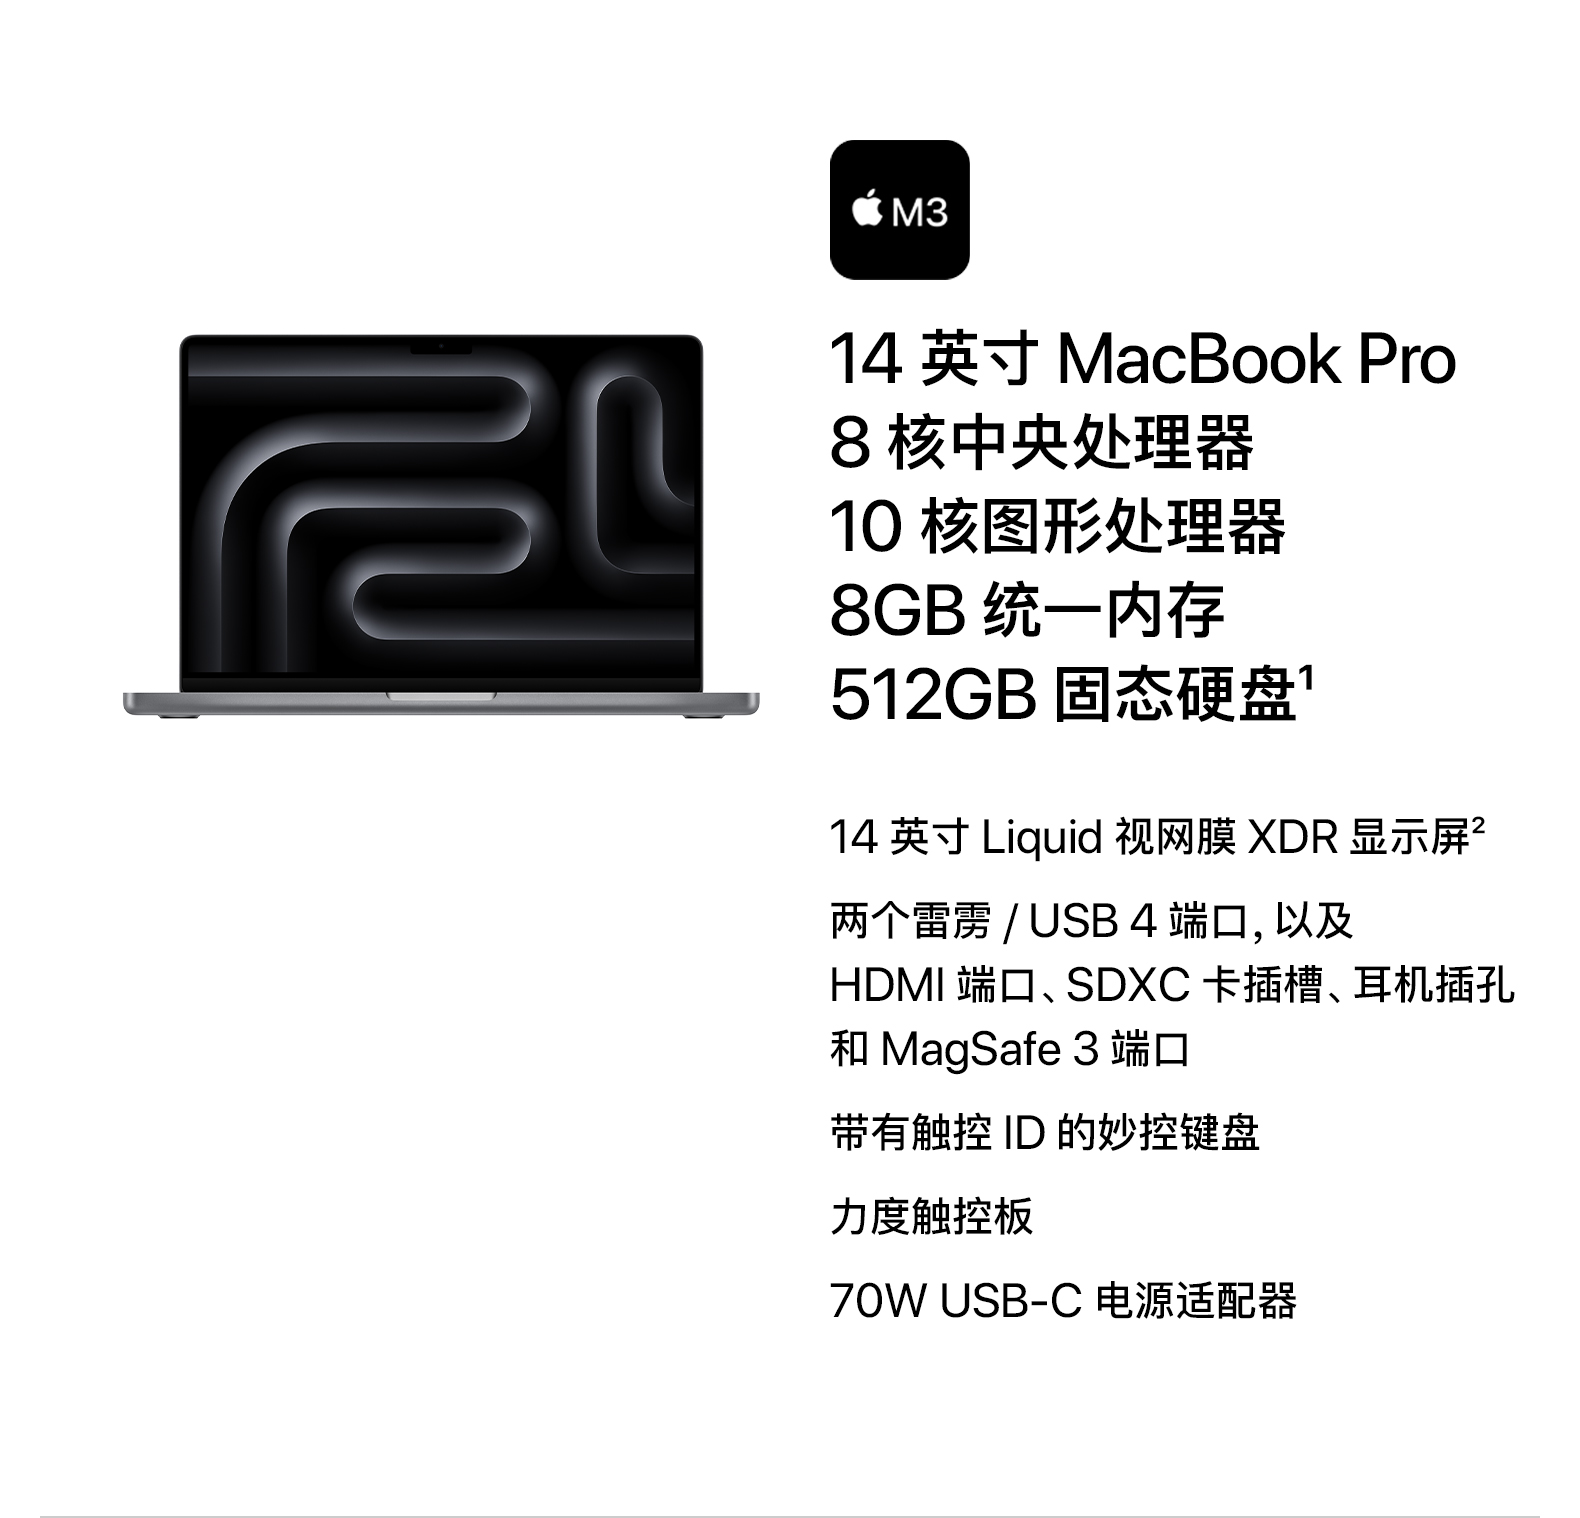 M3
14 英寸 MacBook Pro
8 核中央处理器
10 核图形处理器
8GB 统一内存
512GB 固态硬盘¹
14 英寸 Liquid 视网膜 XDR 显示屏²
两个雷雳 / USB 4 端口，以及
HDMI 端口、SDXC 卡插槽、耳机插孔
和 MagSafe 3 端口
带有触控 ID 的妙控键盘
力度触控板
70W USB-C 电源适配器